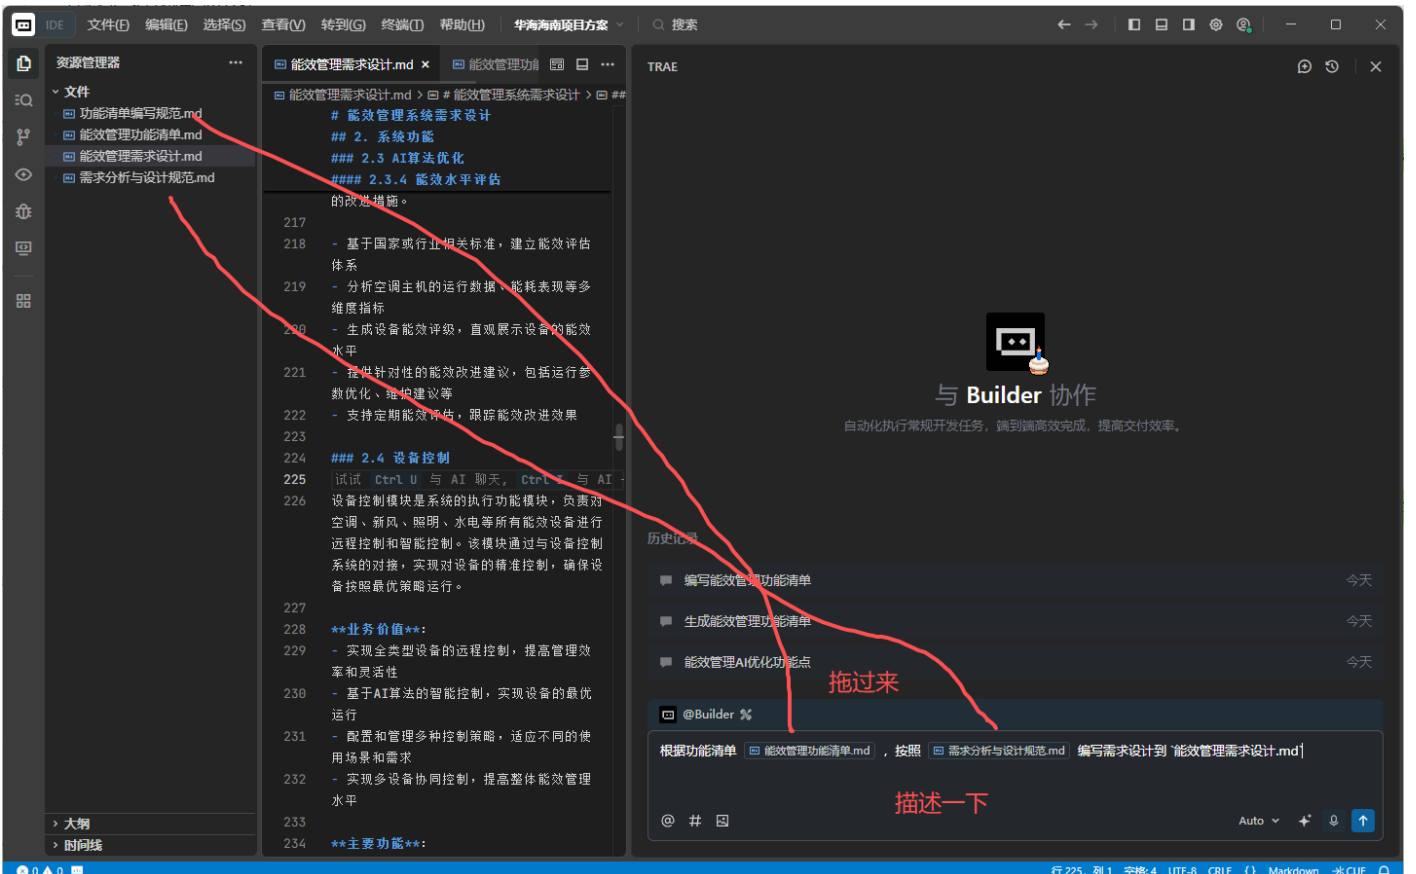 IDE 文件(F) 编辑(E) 选择(S) 查看(V) 转到(G) 终端(T) 帮助(H) 华海海南项目方案 搜索
资源管理器 ···
文件
功能清单编写规范.md
能效管理功能清单.md
能效管理需求设计.md
需求分析与设计规范.md
大纲
时间线
能效管理需求设计.md × 能效管理功能 ···
能效管理需求设计.md > # 能效管理系统需求设计 > ##
# 能效管理系统需求设计
## 2. 系统功能
### 2.3 AI算法优化
#### 2.3.4 能效水平评估
的改进措施。
217
218 - 基于国家或行业相关标准，建立能效评估
体系
219 - 分析空调主机的运行数据、能耗表现等多
维度指标
220 - 生成设备能效评级，直观展示设备的能效
水平
221 - 提供针对性的能效改进建议，包括运行参
数优化、维护建议等
222 - 支持定期能效评估，跟踪能效改进效果
223
224 ### 2.4 设备控制
225 试试 Ctrl U 与 AI 聊天, Ctrl I 与 AI
226 设备控制模块是系统的执行功能模块，负责对
空调、新风、照明、水电等所有能效设备进行
远程控制和智能控制。该模块通过与设备控制
系统的对接，实现对设备的精准控制，确保设
备按照最优策略运行。
227
228 **业务价值**:
229 - 实现全类型设备的远程控制，提高管理效
率和灵活性
230 - 基于AI算法的智能控制，实现设备的最优
运行
231 - 配置和管理多种控制策略，适应不同的使
用场景和需求
232 - 实现多设备协同控制，提高整体能效管理
水平
233
234 **主要功能**:
TRAE
与 Builder 协作
自动化执行常规开发任务，端到端高效完成，提高交付效率。
历史记录
编写能效管理功能清单 今天
生成能效管理功能清单 今天
能效管理AI优化功能点 今天
拖过来
@Builder
根据功能清单 能效管理功能清单.md ，按照 需求分析与设计规范.md 编写需求设计到 `能效管理需求设计.md`
描述一下
@ # Auto
0 0 行 225，列 1 空格: 4 UTF-8 CRLF {} Markdown CUE